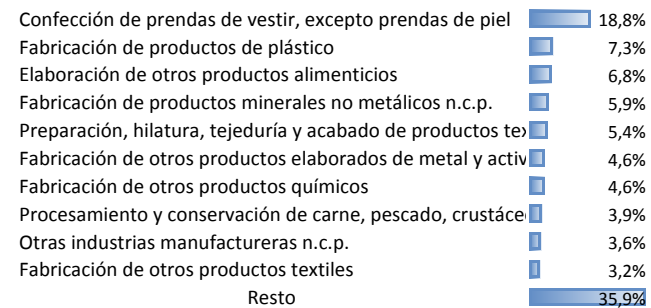 Confección de prendas de vestir, excepto prendas de piel 18,8%
Fabricación de productos de plástico 7,3%
Elaboración de otros productos alimenticios 6,8%
Fabricación de productos minerales no metálicos n.c.p. 5,9%
Preparación, hilatura, tejeduría y acabado de productos tex 5,4%
Fabricación de otros productos elaborados de metal y activ 4,6%
Fabricación de otros productos químicos 4,6%
Procesamiento y conservación de carne, pescado, crustáce 3,9%
Otras industrias manufactureras n.c.p. 3,6%
Fabricación de otros productos textiles 3,2%
Resto 35,9%